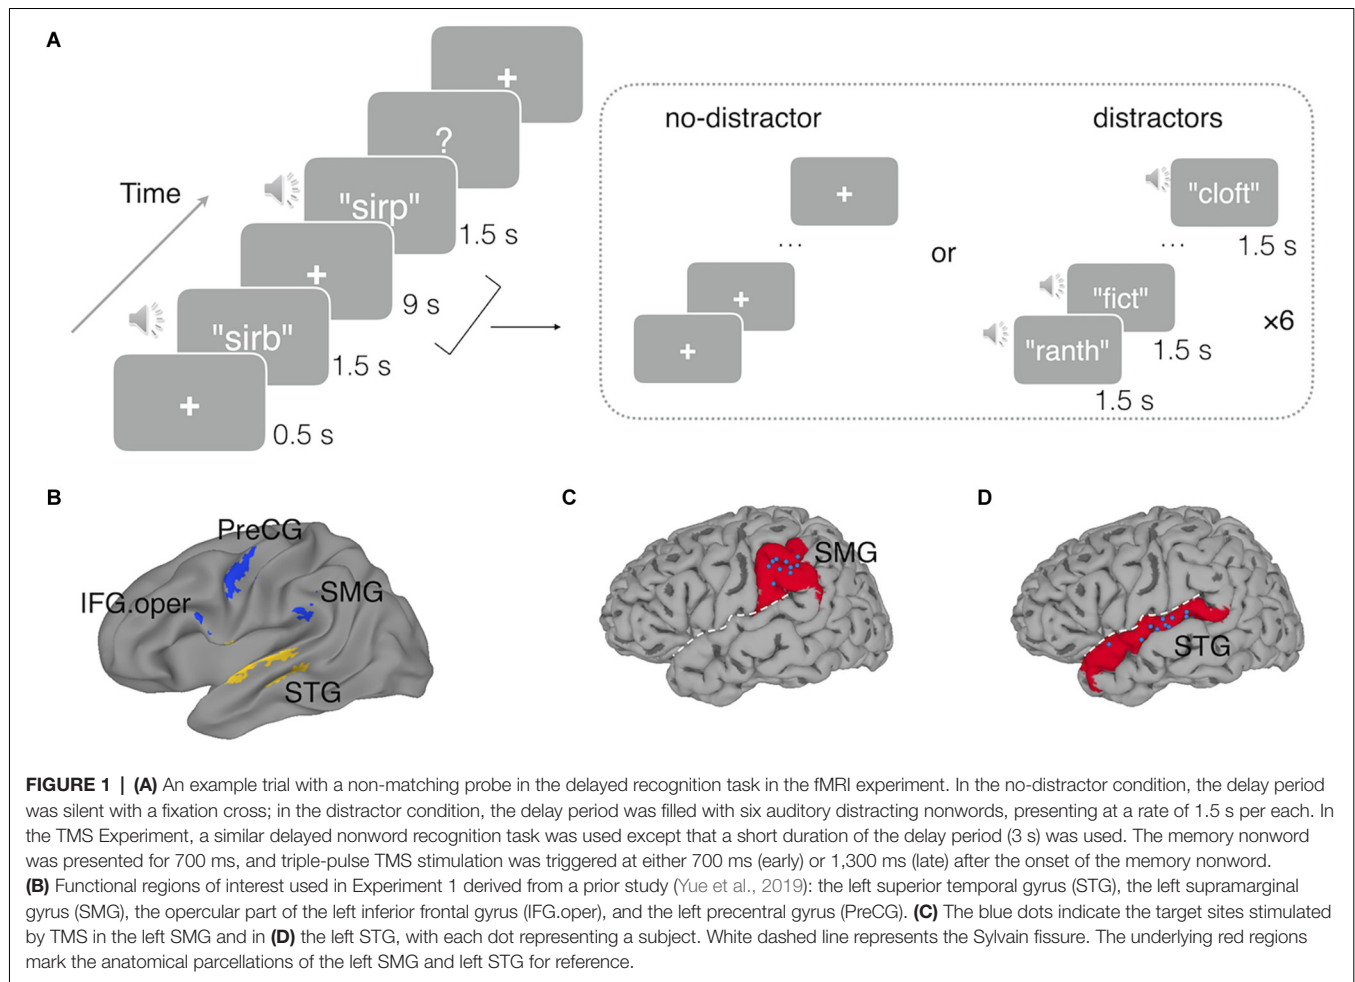 A
Time
+
0.5 s
"sirb"
1.5 s
+
9 s
"sirp"
1.5 s
?
+
no-distractor
+
+
...
+
or
distractors
"ranth"
1.5 s
"fict"
1.5 s
...
"cloft"
1.5 s
×6
B
PreCG
IFG.oper
SMG
STG
C
SMG
D
STG
FIGURE 1 | (A) An example trial with a non-matching probe in the delayed recognition task in the fMRI experiment. In the no-distractor condition, the delay period
was silent with a fixation cross; in the distractor condition, the delay period was filled with six auditory distracting nonwords, presenting at a rate of 1.5 s per each. In
the TMS Experiment, a similar delayed nonword recognition task was used except that a short duration of the delay period (3 s) was used. The memory nonword
was presented for 700 ms, and triple-pulse TMS stimulation was triggered at either 700 ms (early) or 1,300 ms (late) after the onset of the memory nonword.
(B) Functional regions of interest used in Experiment 1 derived from a prior study (Yue et al., 2019): the left superior temporal gyrus (STG), the left supramarginal
gyrus (SMG), the opercular part of the left inferior frontal gyrus (IFG.oper), and the left precentral gyrus (PreCG). (C) The blue dots indicate the target sites stimulated
by TMS in the left SMG and in (D) the left STG, with each dot representing a subject. White dashed line represents the Sylvain fissure. The underlying red regions
mark the anatomical parcellations of the left SMG and left STG for reference.